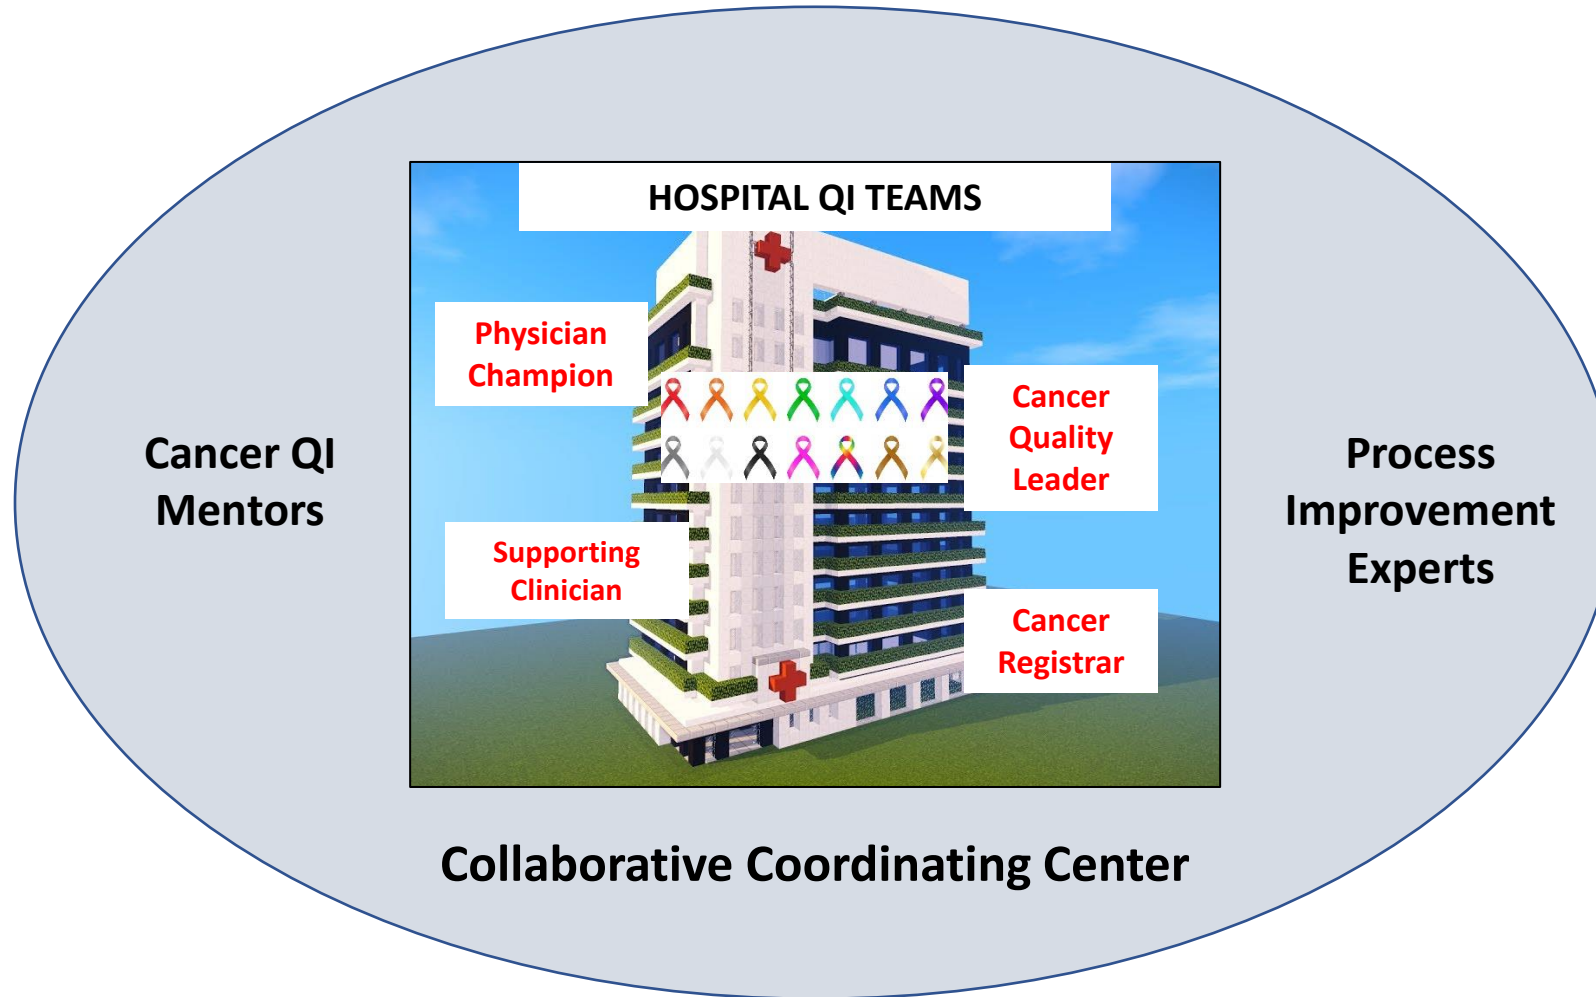 HOSPITAL QI TEAMS
Physician
Champion
Cancer
Quality
Leader
Supporting
Clinician
Cancer
Registrar
Cancer QI
Mentors
Process
Improvement
Experts
Collaborative Coordinating Center